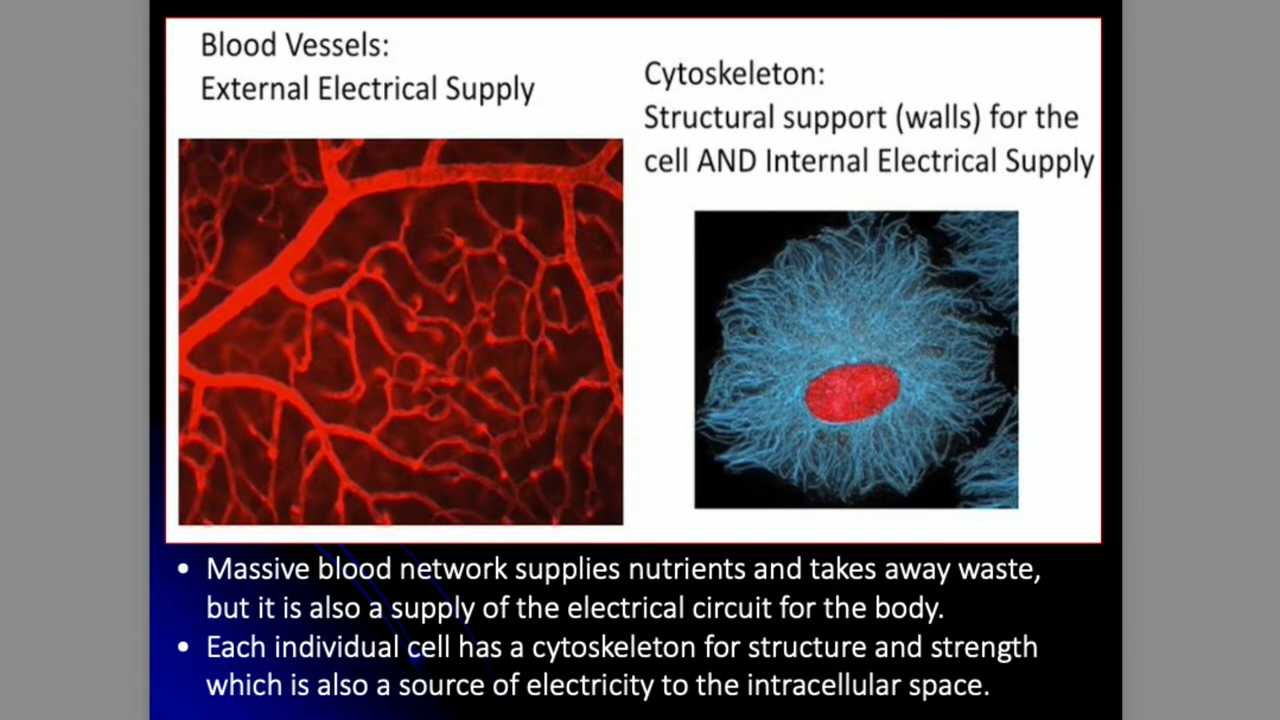 Blood Vessels:
External Electrical Supply
Cytoskeleton:
Structural support (walls) for the
cell AND Internal Electrical Supply
• Massive blood network supplies nutrients and takes away waste,
but it is also a supply of the electrical circuit for the body.
• Each individual cell has a cytoskeleton for structure and strength
which is also a source of electricity to the intracellular space.